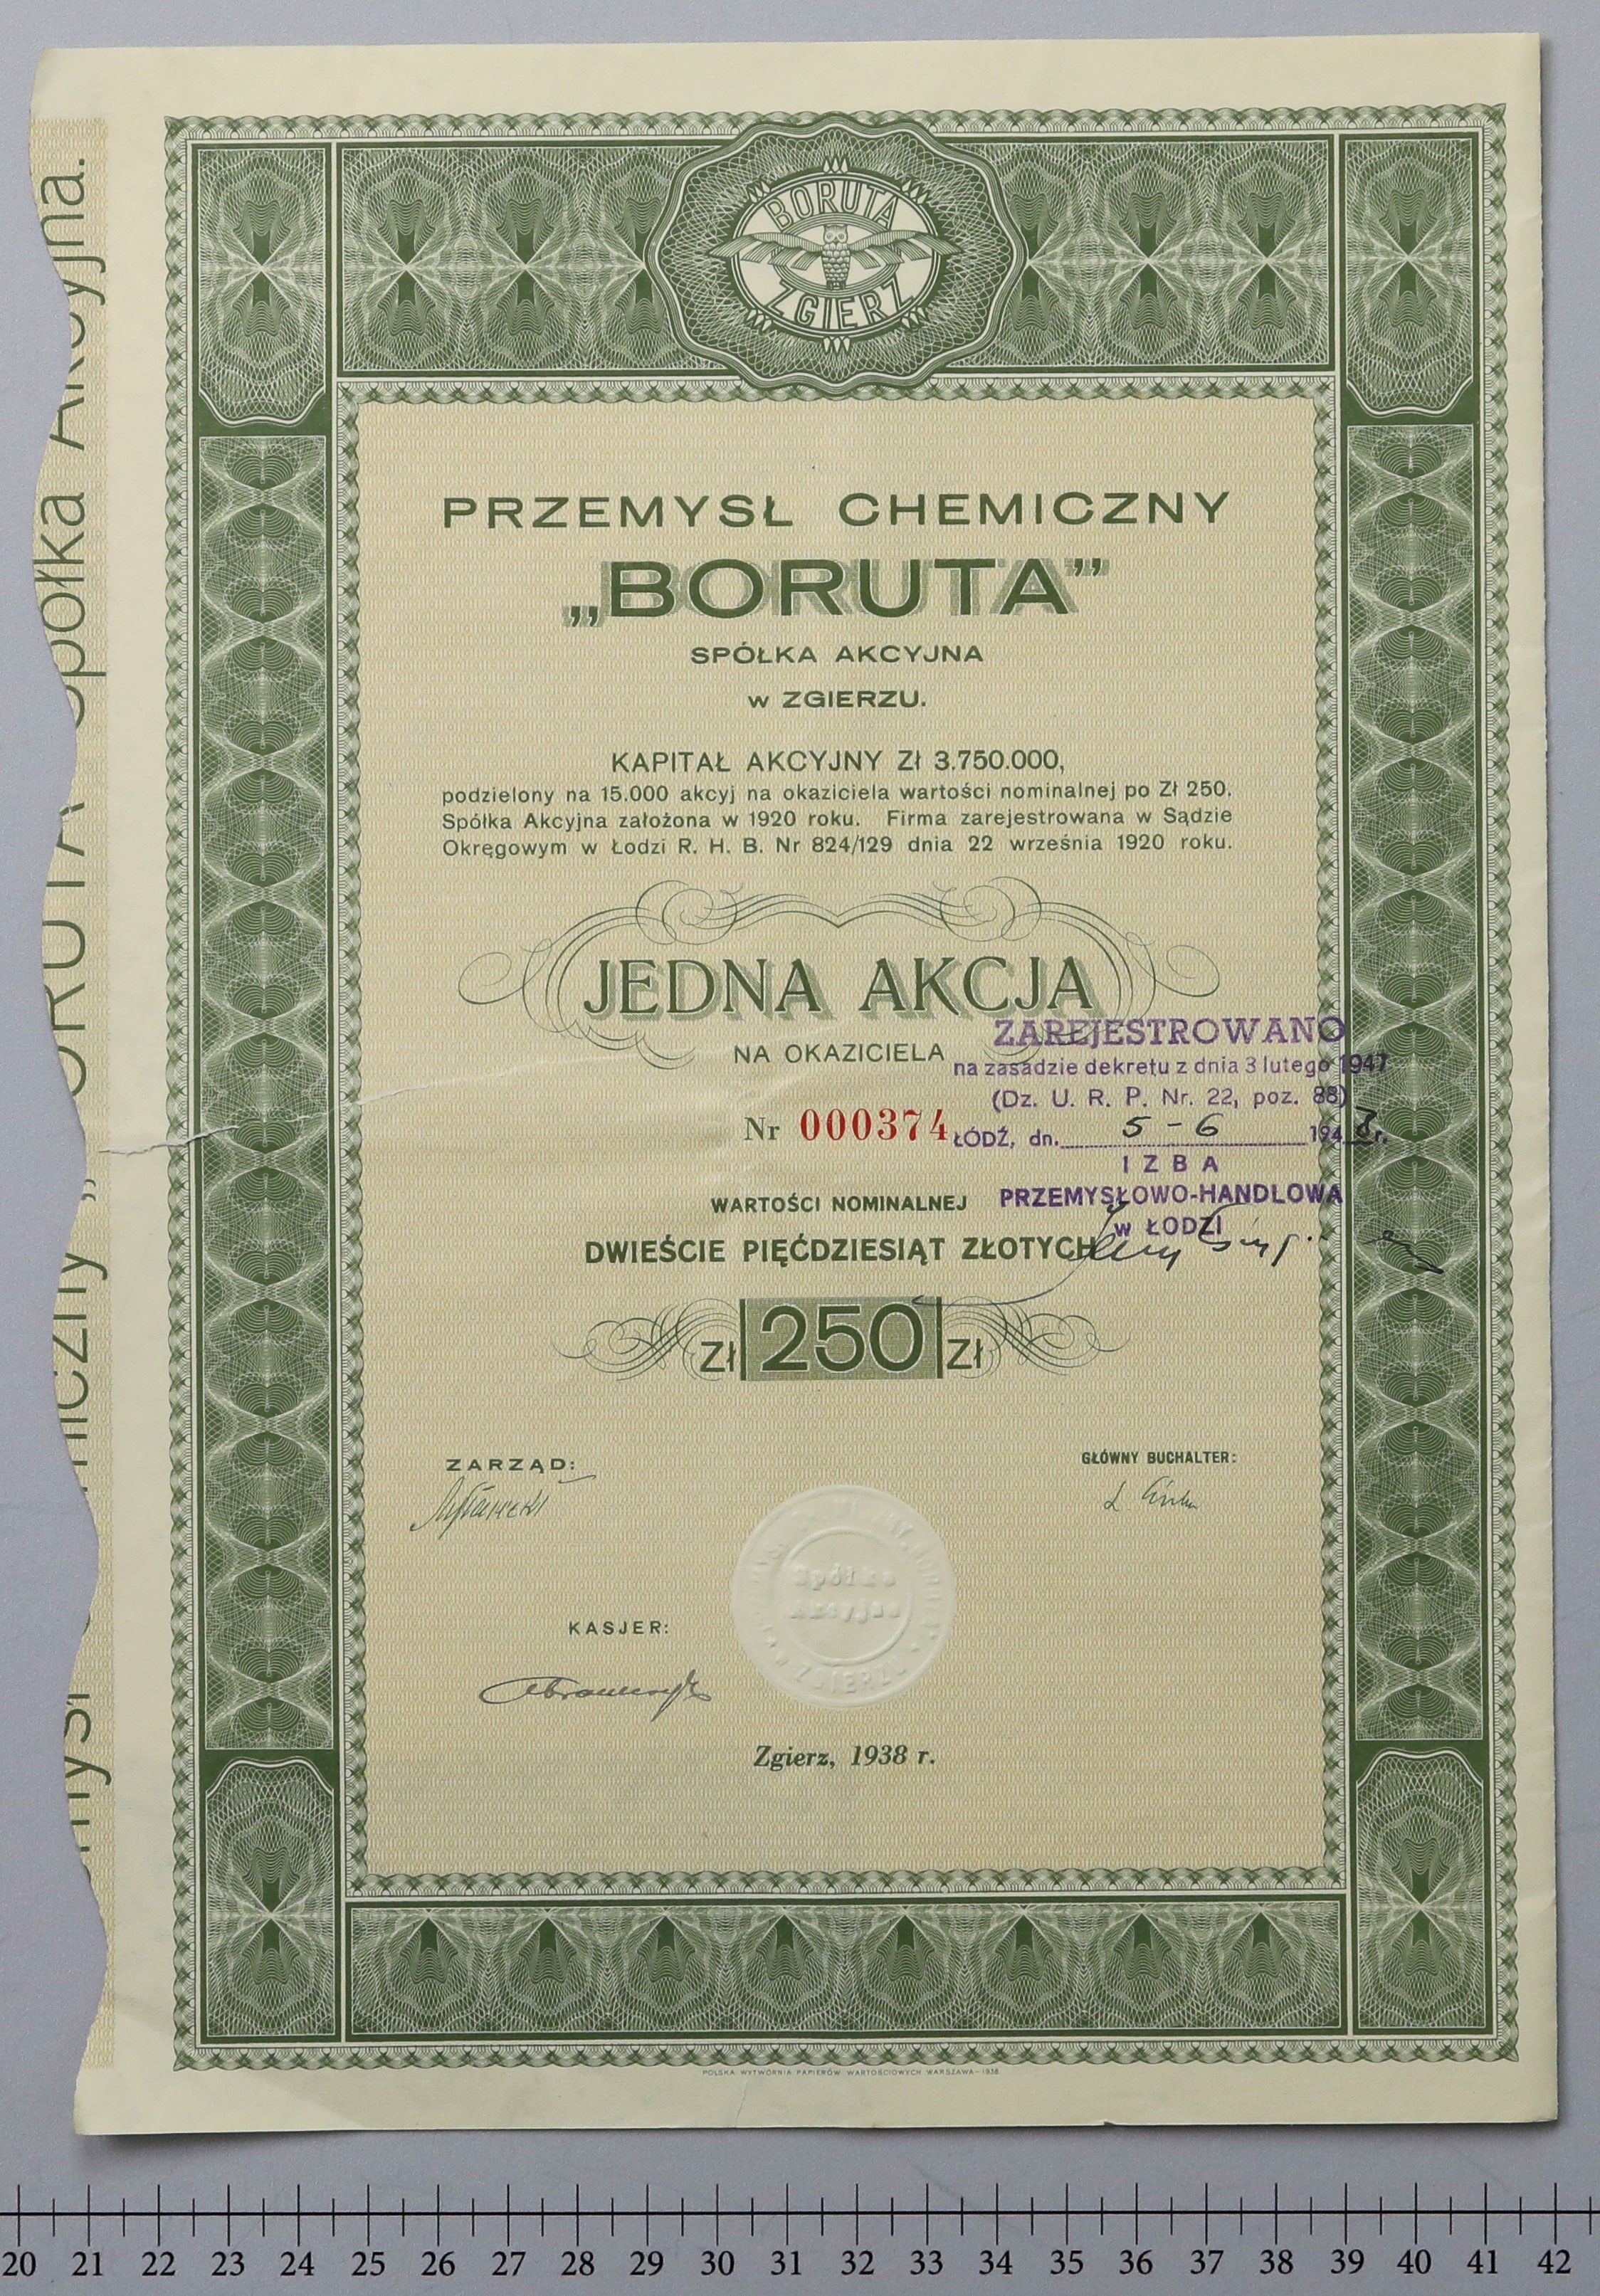 BORUTA
ZGIERZ
PRZEMYSŁ CHEMICZNY
„BORUTA”
SPÓŁKA AKCYJNA
w ZGIERZU.
KAPITAŁ AKCYJNY Zł 3.750.000,
podzielony na 15.000 akcyj na okaziciela wartości nominalnej po Zł 250.
Spółka Akcyjna założona w 1920 roku. Firma zarejestrowana w Sądzie
Okręgowym w Łodzi R. H. B. Nr 824/129 dnia 22 września 1920 roku.
JEDNA AKCJA
NA OKAZICIELA
Nr 000374
ZAREJESTROWANO
na zasadzie dekretu z dnia 3 lutego 1947
(Dz. U. R. P. Nr. 22, poz. 88)
ŁÓDŹ, dn. 5 - 6 194 r.
IZBA
PRZEMYSŁOWO-HANDLOWA
w ŁODZI
WARTOŚCI NOMINALNEJ
DWIEŚCIE PIĘĆDZIESIĄT ZŁOTYCH
Zł 250 Zł
ZARZĄD:
GŁÓWNY BUCHALTER:
KASJER:
Spółka
Akcyjna
ZGIERZU
Zgierz, 1938 r.
POLSKA WYTWÓRNIA PAPIERÓW WARTOŚCIOWYCH WARSZAWA—1938
Spółka Akcyjna.
20 21 22 23 24 25 26 27 28 29 30 31 32 33 34 35 36 37 38 39 40 41 42